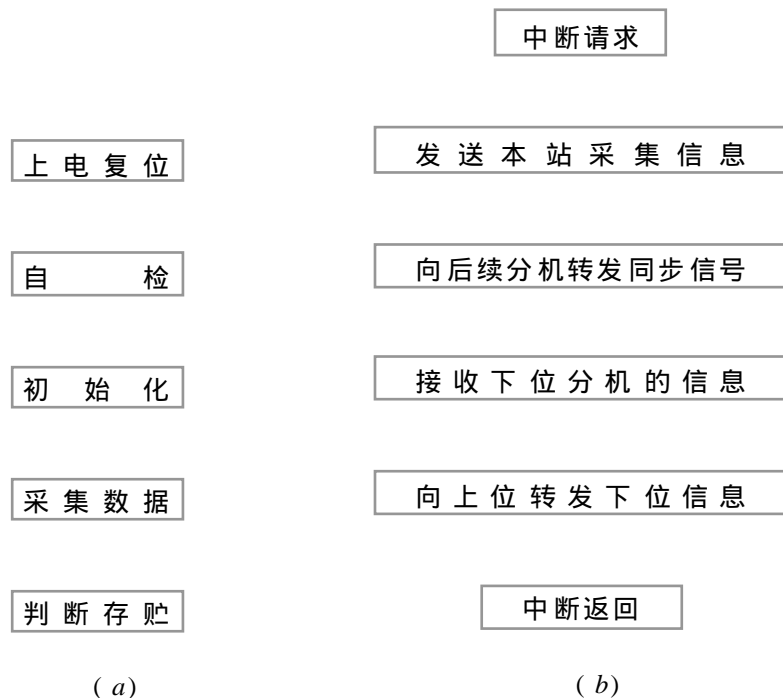 上电复位
自检
初始化
采集数据
判断存贮
(a)
中断请求
发送本站采集信息
向后续分机转发同步信号
接收下位分机的信息
向上位转发下位信息
中断返回
(b)